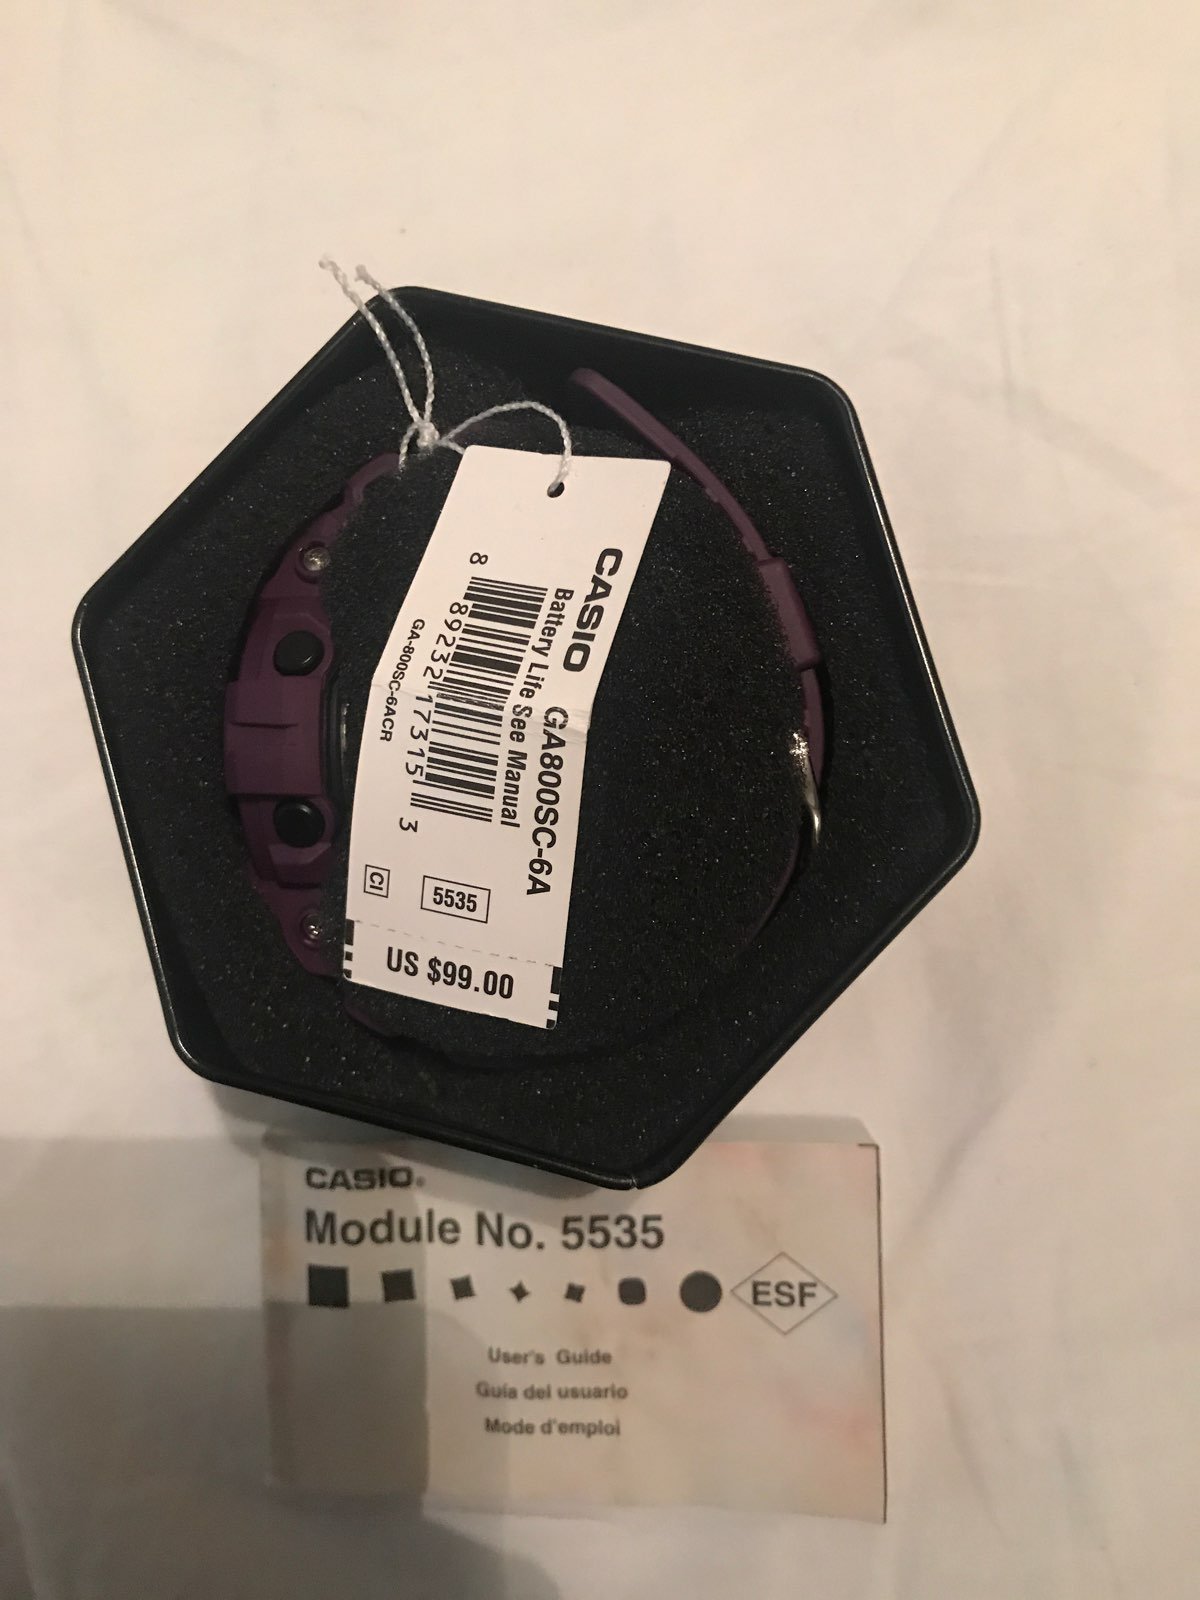 CASIO GA800SC-6A
Battery Life See Manual
8 89232 17315 3
GA-800SC-6ACR
CI
5535
US $99.00
CASIO®
Module No. 5535
ESF
User's Guide
Guía del usuario
Mode d'emploi